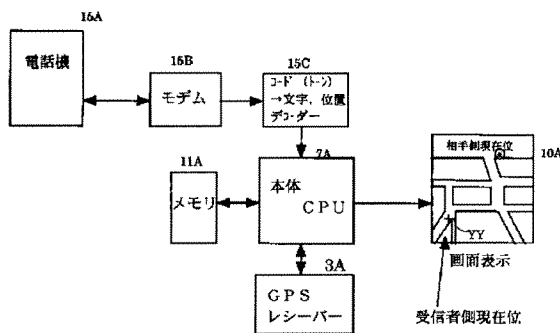 15A
電話機
15B
モデム
15C
コード (トーン)
→文字,位置
デコーダー
11A
メモリ
7A
本体
CPU
3A
GPS
レシーバー
10A
相手側現在位
YY
画面表示
受信者側現在位